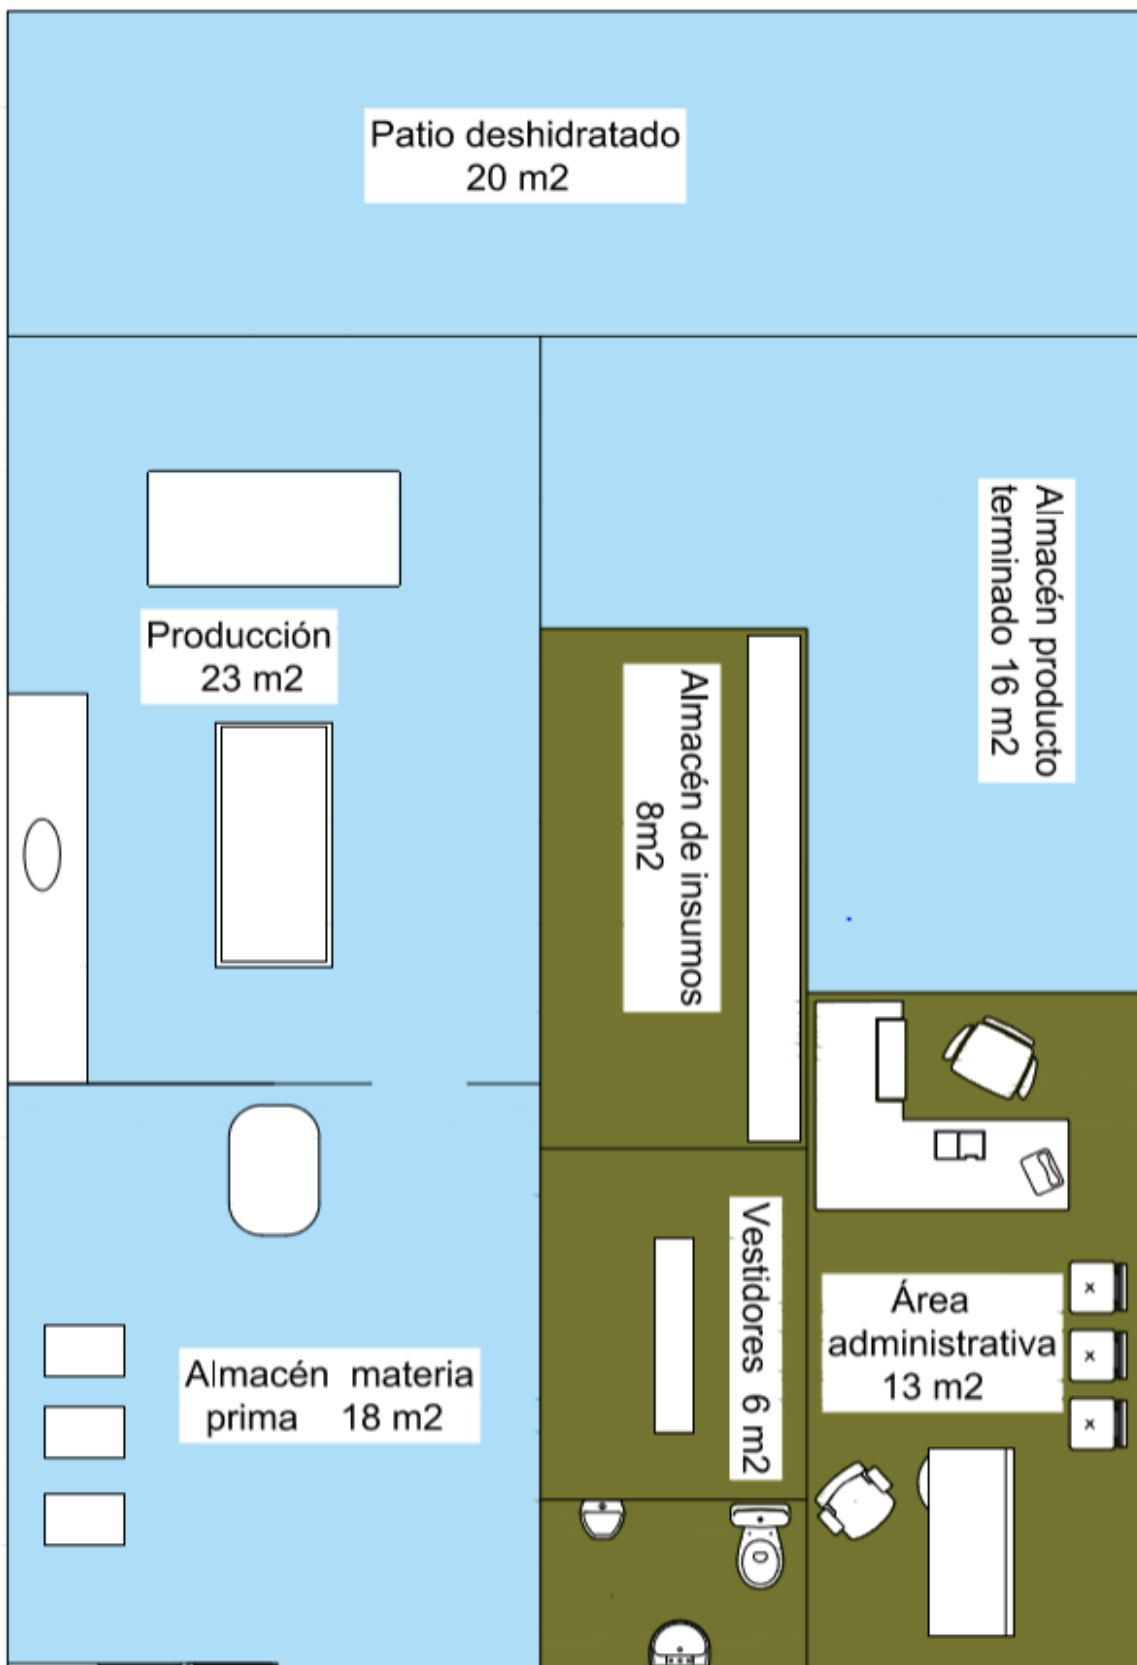 Patio deshidratado
20 m2
Almacén producto
terminado 16 m2
Producción
23 m2
Almacén de insumos
8m2
Vestidores 6 m2
Área
administrativa
13 m2
Almacén materia
prima 18 m2